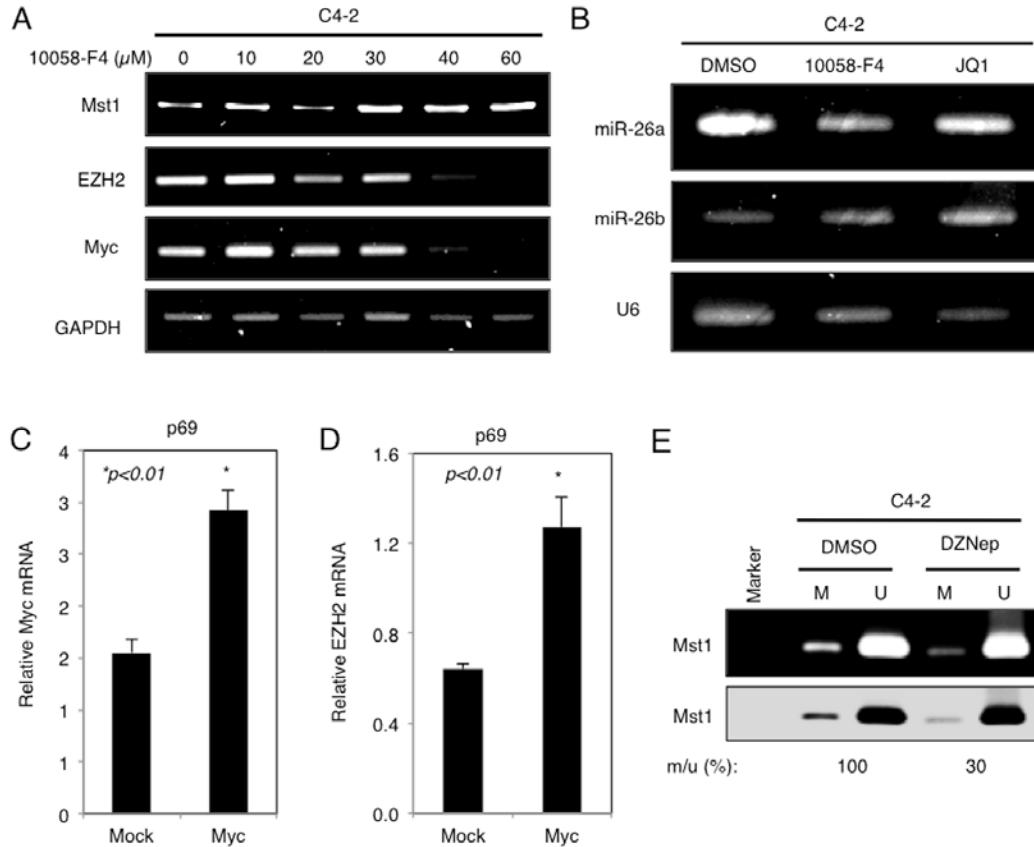 A
C4-2
10058-F4 (µM) 0 10 20 30 40 60
Mst1
EZH2
Myc
GAPDH
B
C4-2
DMSO 10058-F4 JQ1
miR-26a
miR-26b
U6
C
p69
4
3
3
2
2
1
1
0
*p<0.01
*
Relative Myc mRNA
Mock Myc
D
p69
1.6
1.2
0.8
0.4
0.0
p<0.01
*
Relative EZH2 mRNA
Mock Myc
E
C4-2
Marker
DMSO DZNep
M U M U
Mst1
Mst1
m/u (%): 100 30